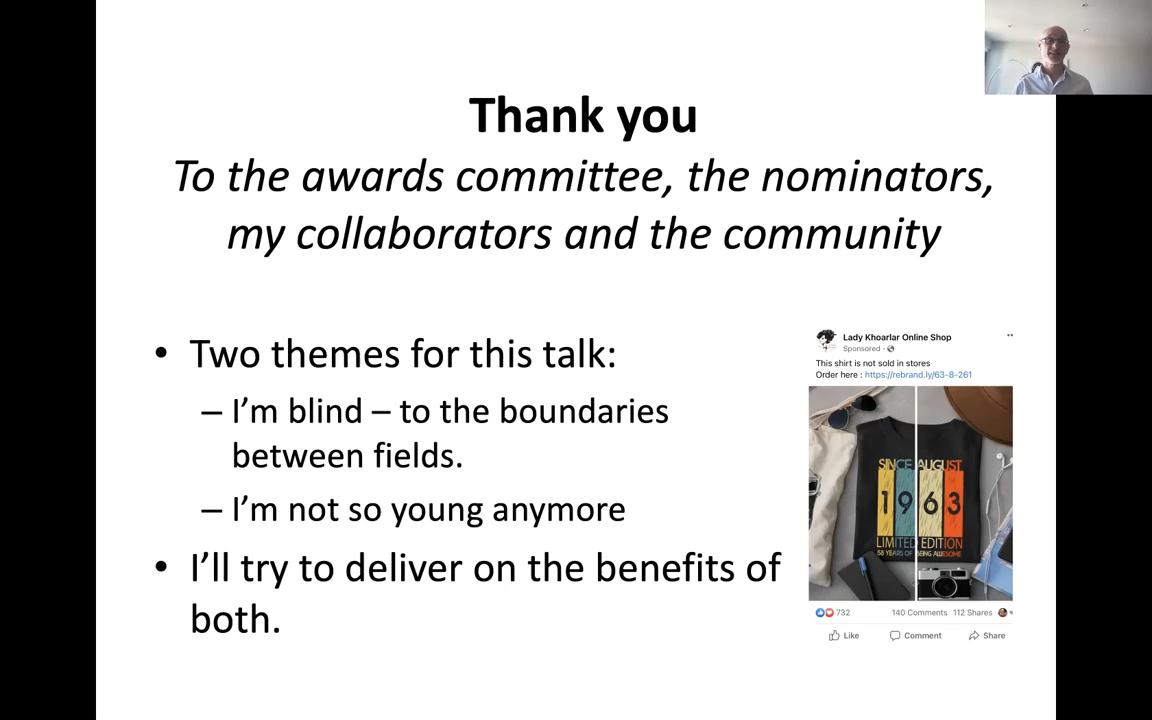 Thank you
To the awards committee, the nominators,
my collaborators and the community
• Two themes for this talk:
– I’m blind – to the boundaries
between fields.
– I’m not so young anymore
• I’ll try to deliver on the benefits of
both.
Lady Khoarlar Online Shop
Sponsored ·
This shirt is not sold in stores
Order here : https://rebrand.ly/63-8-261
SINCE AUGUST
1963
LIMITED EDITION
58 YEARS OF BEING AWESOME
732 140 Comments 112 Shares
Like Comment Share